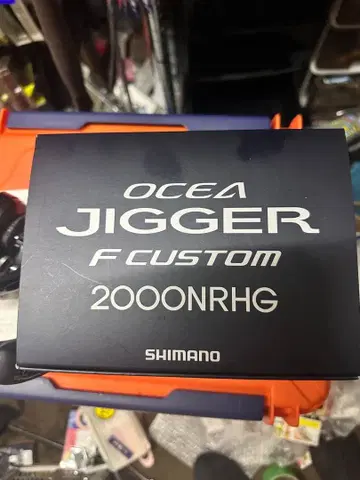 OCEA
JIGGER
F CUSTOM
2000NRHG
SHIMANO